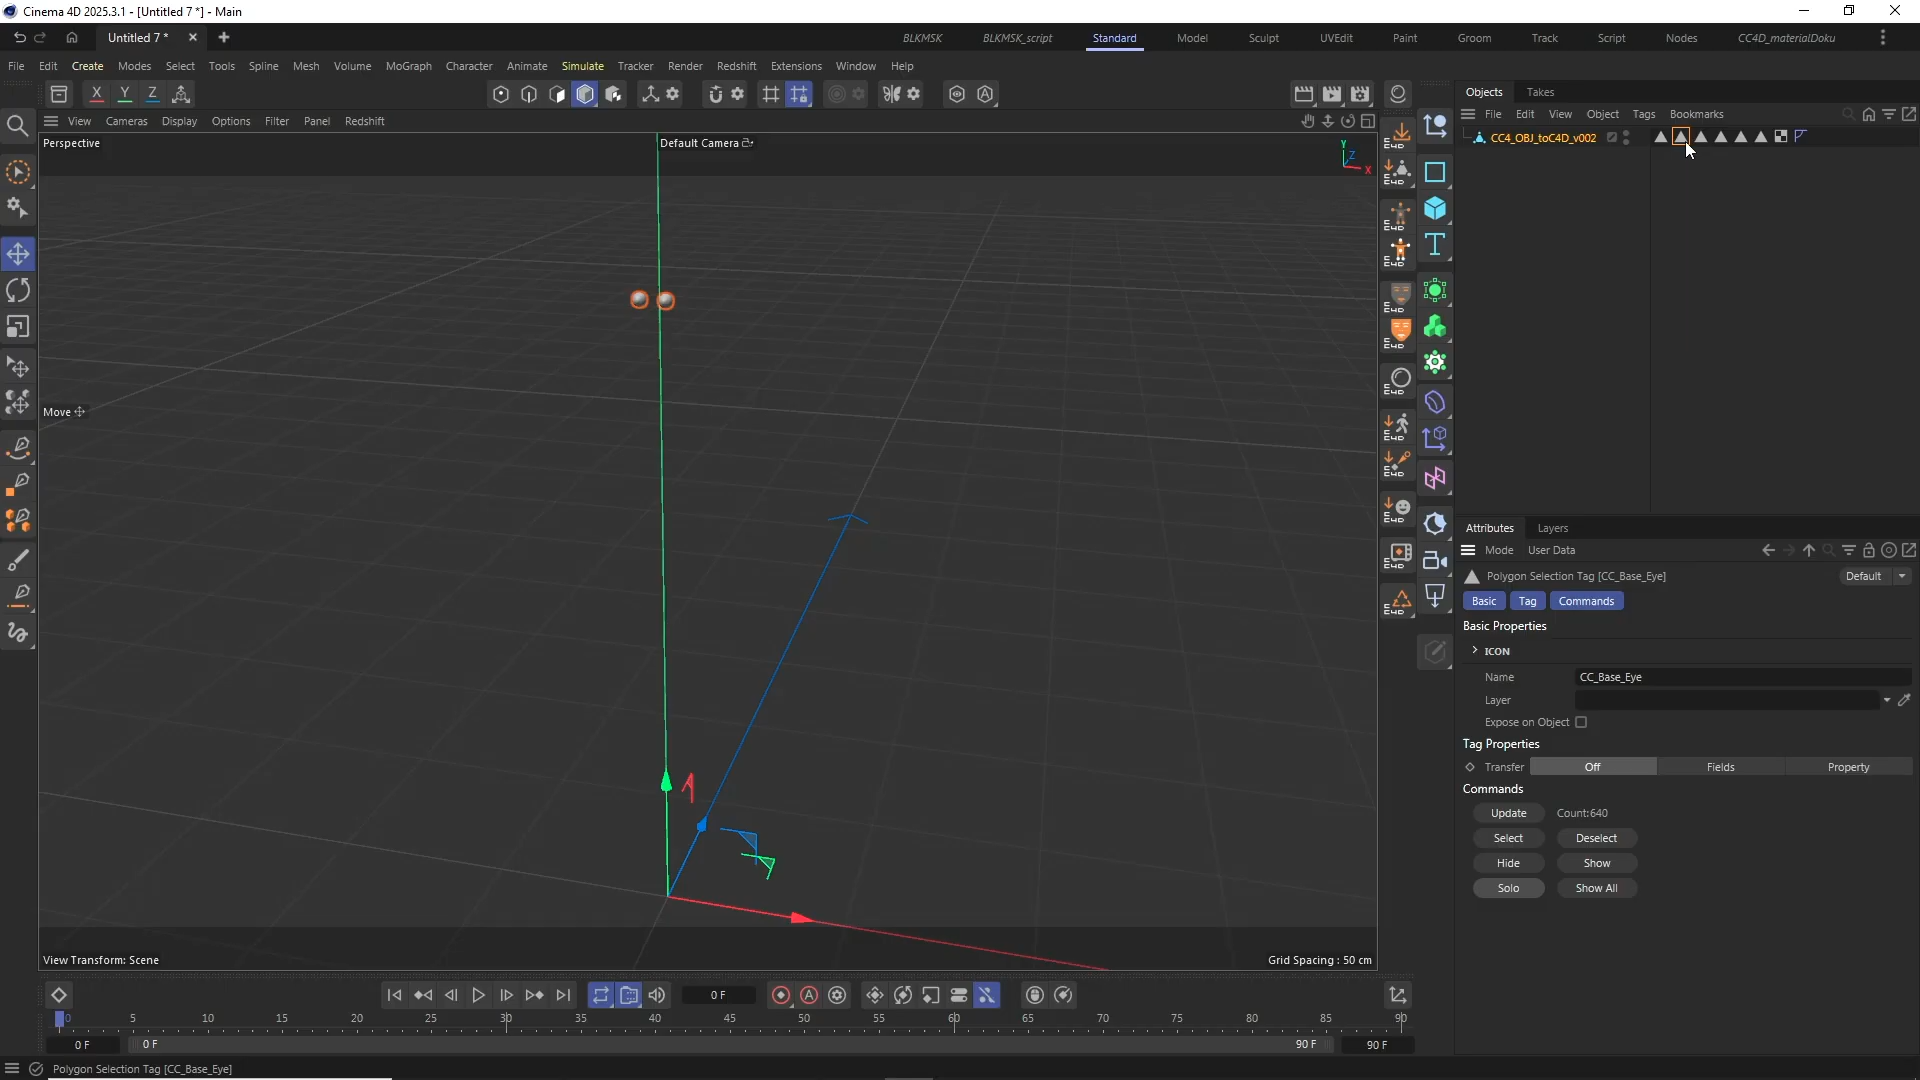 Cinema 4D 2025.3.1 - [Untitled 7 *] - Main
Untitled 7 *
BLKMSK
BLKMSK_script
Standard
Model
Sculpt
UVEdit
Paint
Groom
Track
Script
Nodes
CC4D_materialDoku
File Edit Create Modes Select Tools Spline Mesh Volume MoGraph Character Animate Simulate Tracker Render Redshift Extensions Window Help
X Y Z
Objects Takes
File Edit View Object Tags Bookmarks
View Cameras Display Options Filter Panel Redshift
CC4_OBJ_toC4D_v002
Perspective
Default Camera
Y
Z
X
Move
View Transform: Scene
Grid Spacing : 50 cm
Attributes Layers
Mode User Data
Polygon Selection Tag [CC_Base_Eye]
Default
Basic Tag Commands
Basic Properties
ICON
Name CC_Base_Eye
Layer
Expose on Object
Tag Properties
Transfer Off Fields Property
Commands
Update Count:640
Select Deselect
Hide Show
Solo Show All
0 F
0 5 10 15 20 25 30 35 40 45 50 55 60 65 70 75 80 85 90
0 F 0 F 90 F 90 F
Polygon Selection Tag [CC_Base_Eye]